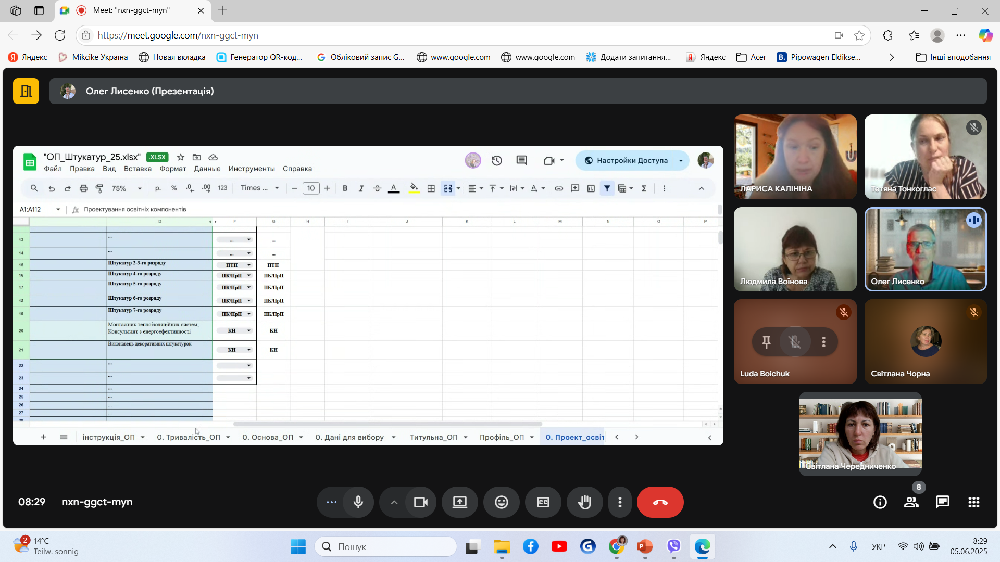 Meet: "nxn-ggct-myn"
https://meet.google.com/nxn-ggct-myn
Яндекс
Mikcike Україна
Новая вкладка
Генератор QR-код...
Обліковий запис G...
www.google.com
www.google.com
Додати запитання...
Яндекс
Acer
Pipowagen Eldikse...
Інші вподобання
Олег Лисенко (Презентація)
"ОП_Штукатур_25.xlsx" .XLSX
Файл Правка Вид Вставка Формат Данные Инструменты Справка
Настройки Доступа
75% р. % .0 .00 123 Times ... 10
A1:A112 Проектування освітніх компонентів
D F G H I J K L M N O P
13 ... ... ...
14 ... ... ...
15 Штукатур 2-3-го розряду ПТН ПТН
16 Штукатур 4-го розряду ПК/ПрП ПК/ПрП
17 Штукатур 5-го розряду ПК/ПрП ПК/ПрП
18 Штукатур 6-го розряду ПК/ПрП ПК/ПрП
19 Штукатур 7-го розряду ПК/ПрП ПК/ПрП
Монтажник теплоізоляційних систем;
20 Консультант з енергоефективності КН КН
21 Виконавець декоративних штукатурок КН КН
22 ...
23 ...
24 ...
25 ...
26 ...
27 ...
28
інструкція_ОП 0. Тривалість_ОП 0. Основа_ОП 0. Дані для вибору Титульна_ОП Профіль_ОП 0. Проект_освіт
ЛАРИСА КАЛІНІНА
Тетяна Тонкоглас
Людмила Воїнова
Олег Лисенко
Luda Boichuk
Світлана Чорна
Світлана Чередниченко
08:29 | nxn-ggct-myn
8
2
14°C
Teilw. sonnig
Пошук
УКР
8:29
05.06.2025